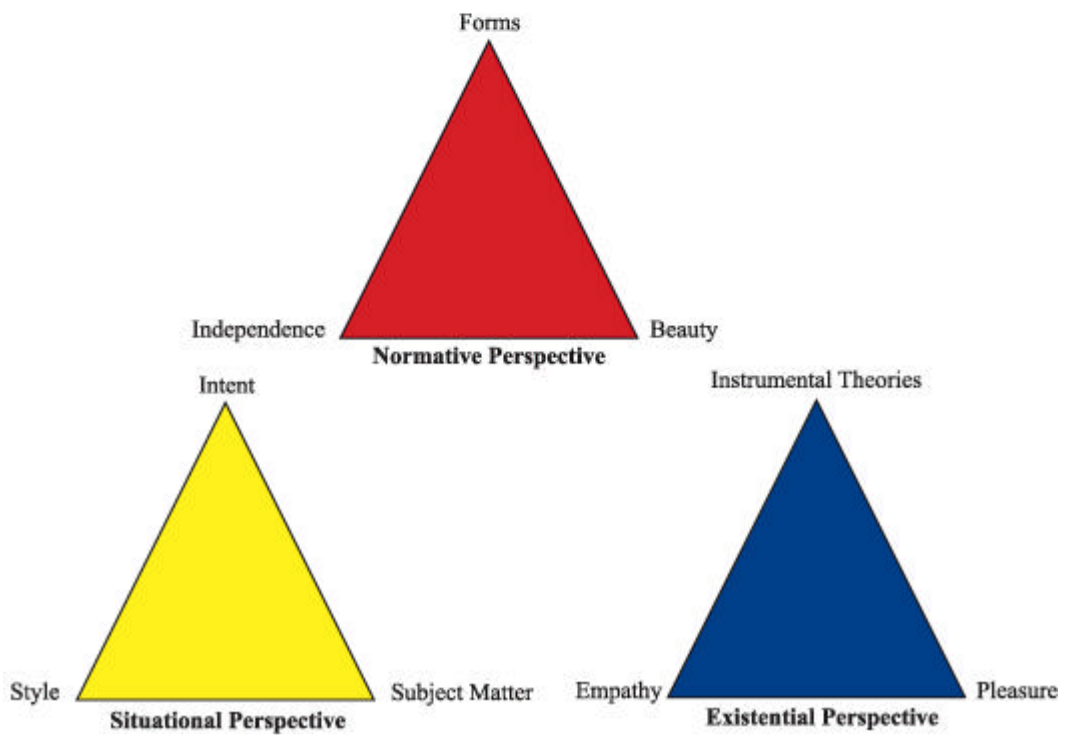 Forms
Independence
Beauty
Normative Perspective
Intent
Style
Subject Matter
Situational Perspective
Instrumental Theories
Empathy
Pleasure
Existential Perspective